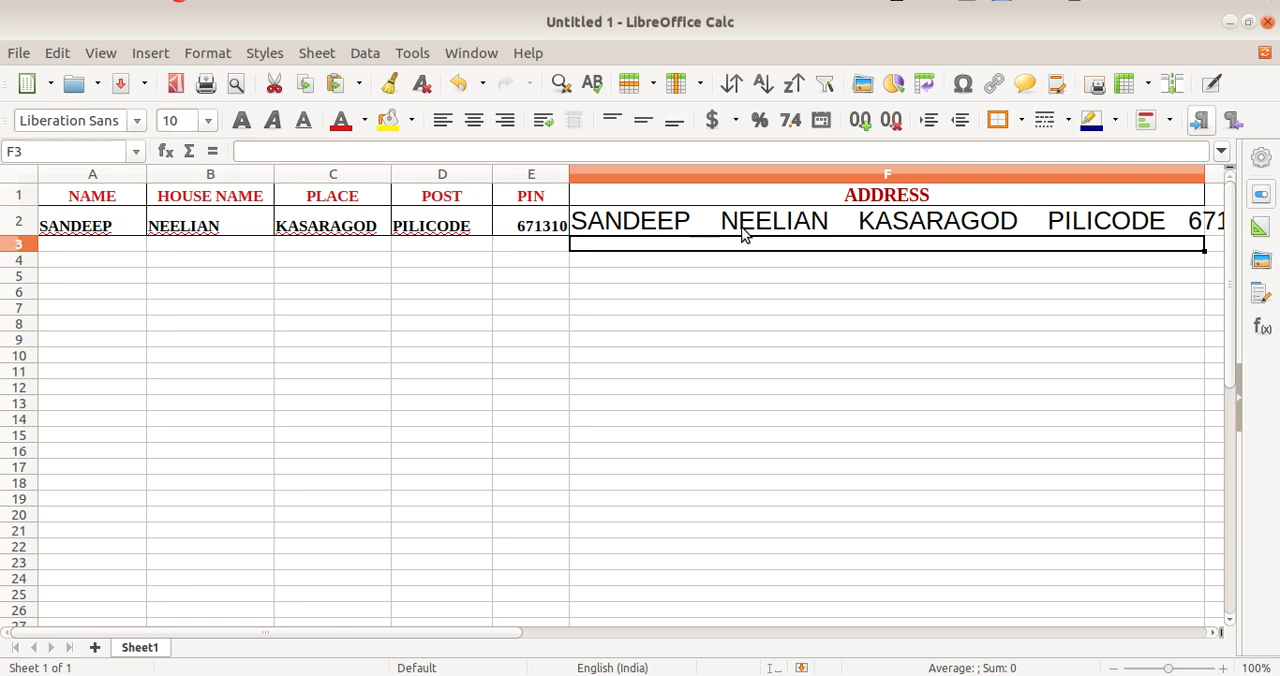 Untitled 1 - LibreOffice Calc
File Edit View Insert Format Styles Sheet Data Tools Window Help
Liberation Sans 10
F3
A B C D E F
1 NAME HOUSE NAME PLACE POST PIN ADDRESS
2 SANDEEP NEELIAN KASARAGOD PILICODE 671310 SANDEEP NEELIAN KASARAGOD PILICODE 671
3
4
5
6
7
8
9
10
11
12
13
14
15
16
17
18
19
20
21
22
23
24
25
26
27
Sheet1
Sheet 1 of 1 Default English (India) Average: ; Sum: 0 100%